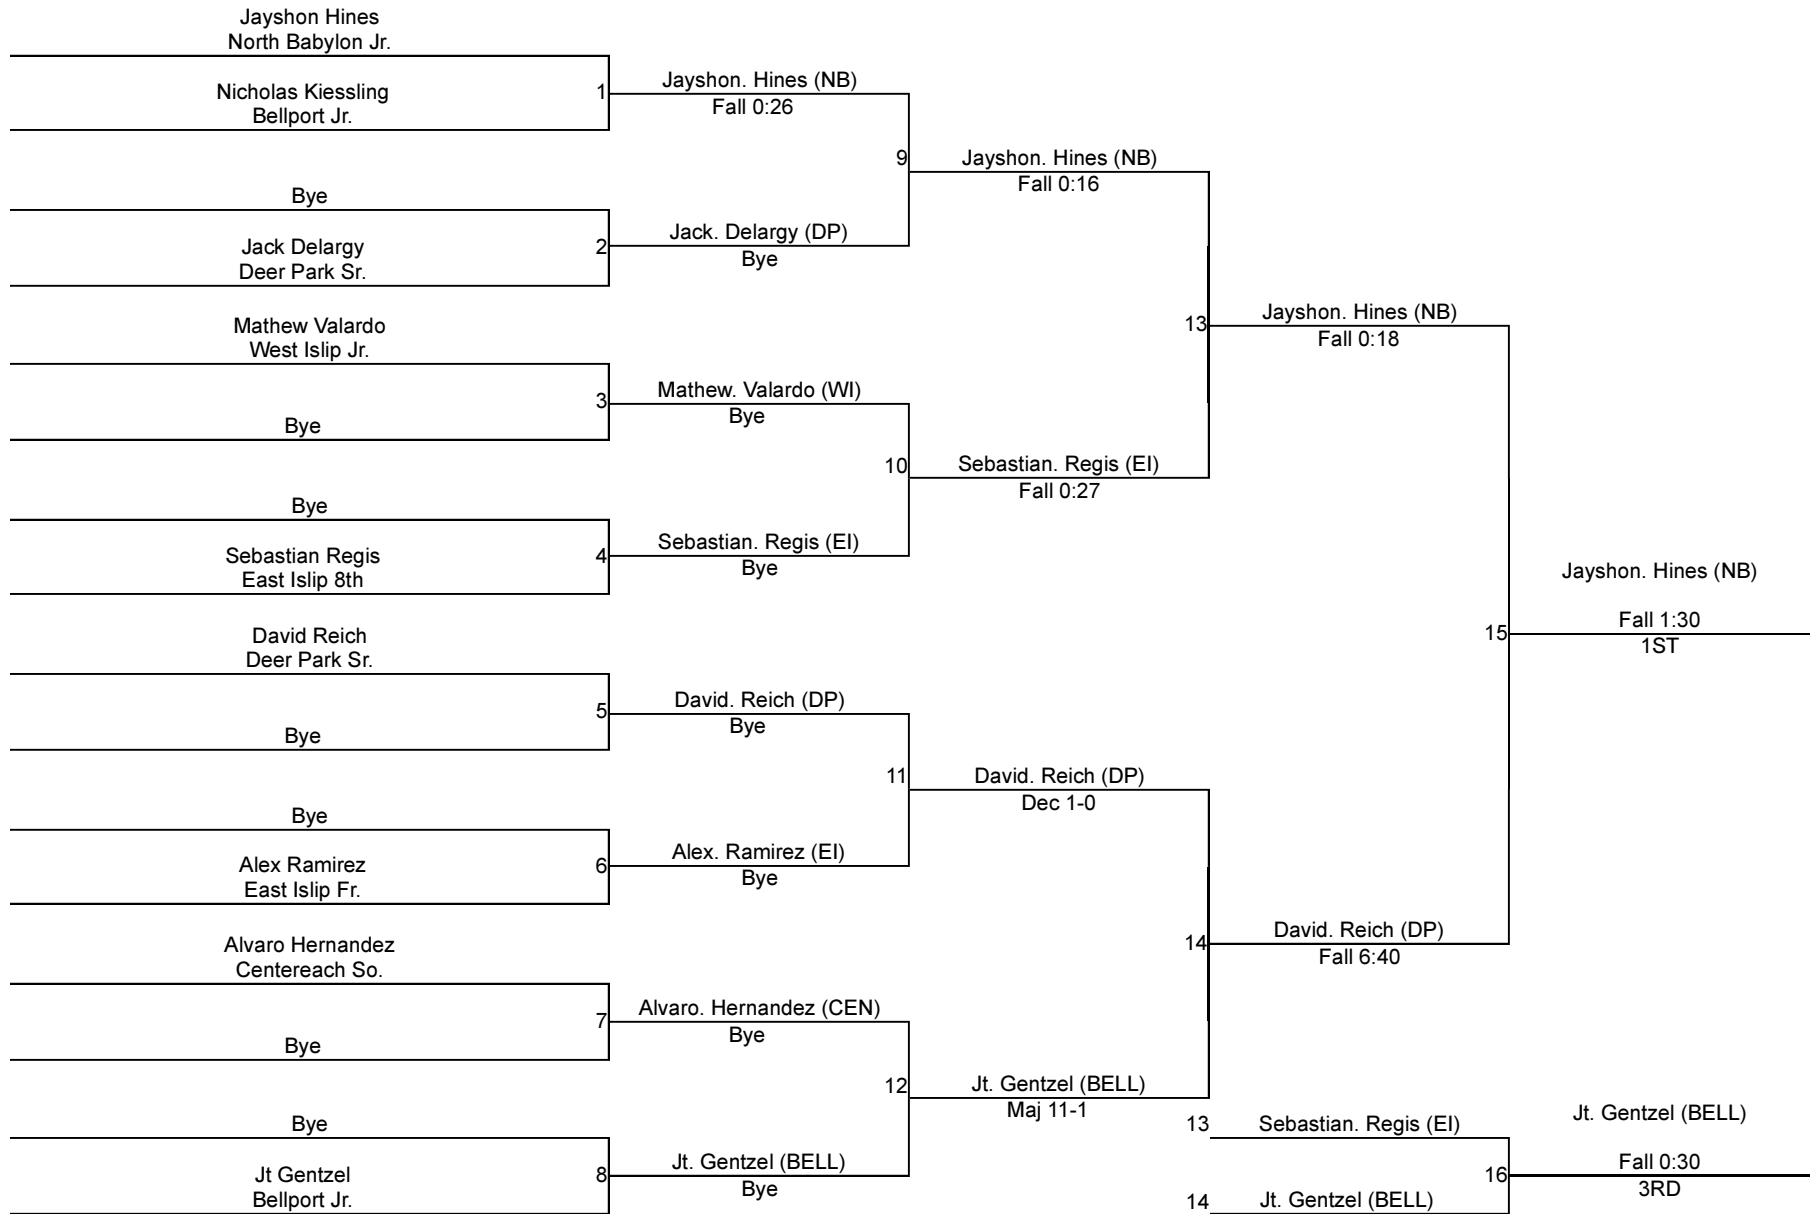 Jayshon Hines
North Babylon Jr.
Nicholas Kiessling
Bellport Jr.
1
Jayshon. Hines (NB)
Fall 0:26
9
Jayshon. Hines (NB)
Fall 0:16
Bye
Jack Delargy
Deer Park Sr.
2
Jack. Delargy (DP)
Bye
13
Jayshon. Hines (NB)
Fall 0:18
Mathew Valardo
West Islip Jr.
3
Mathew. Valardo (WI)
Bye
Bye
10
Sebastian. Regis (EI)
Fall 0:27
Bye
Sebastian Regis
East Islip 8th
4
Sebastian. Regis (EI)
Bye
15
Jayshon. Hines (NB)
Fall 1:30
1ST
David Reich
Deer Park Sr.
5
David. Reich (DP)
Bye
Bye
11
David. Reich (DP)
Dec 1-0
Bye
Alex Ramirez
East Islip Fr.
6
Alex. Ramirez (EI)
Bye
14
David. Reich (DP)
Fall 6:40
Alvaro Hernandez
Centereach So.
7
Alvaro. Hernandez (CEN)
Bye
Bye
12
Jt. Gentzel (BELL)
Maj 11-1
Bye
Jt Gentzel
Bellport Jr.
8
Jt. Gentzel (BELL)
Bye
13
Sebastian. Regis (EI)
14
Jt. Gentzel (BELL)
16
Jt. Gentzel (BELL)
Fall 0:30
3RD